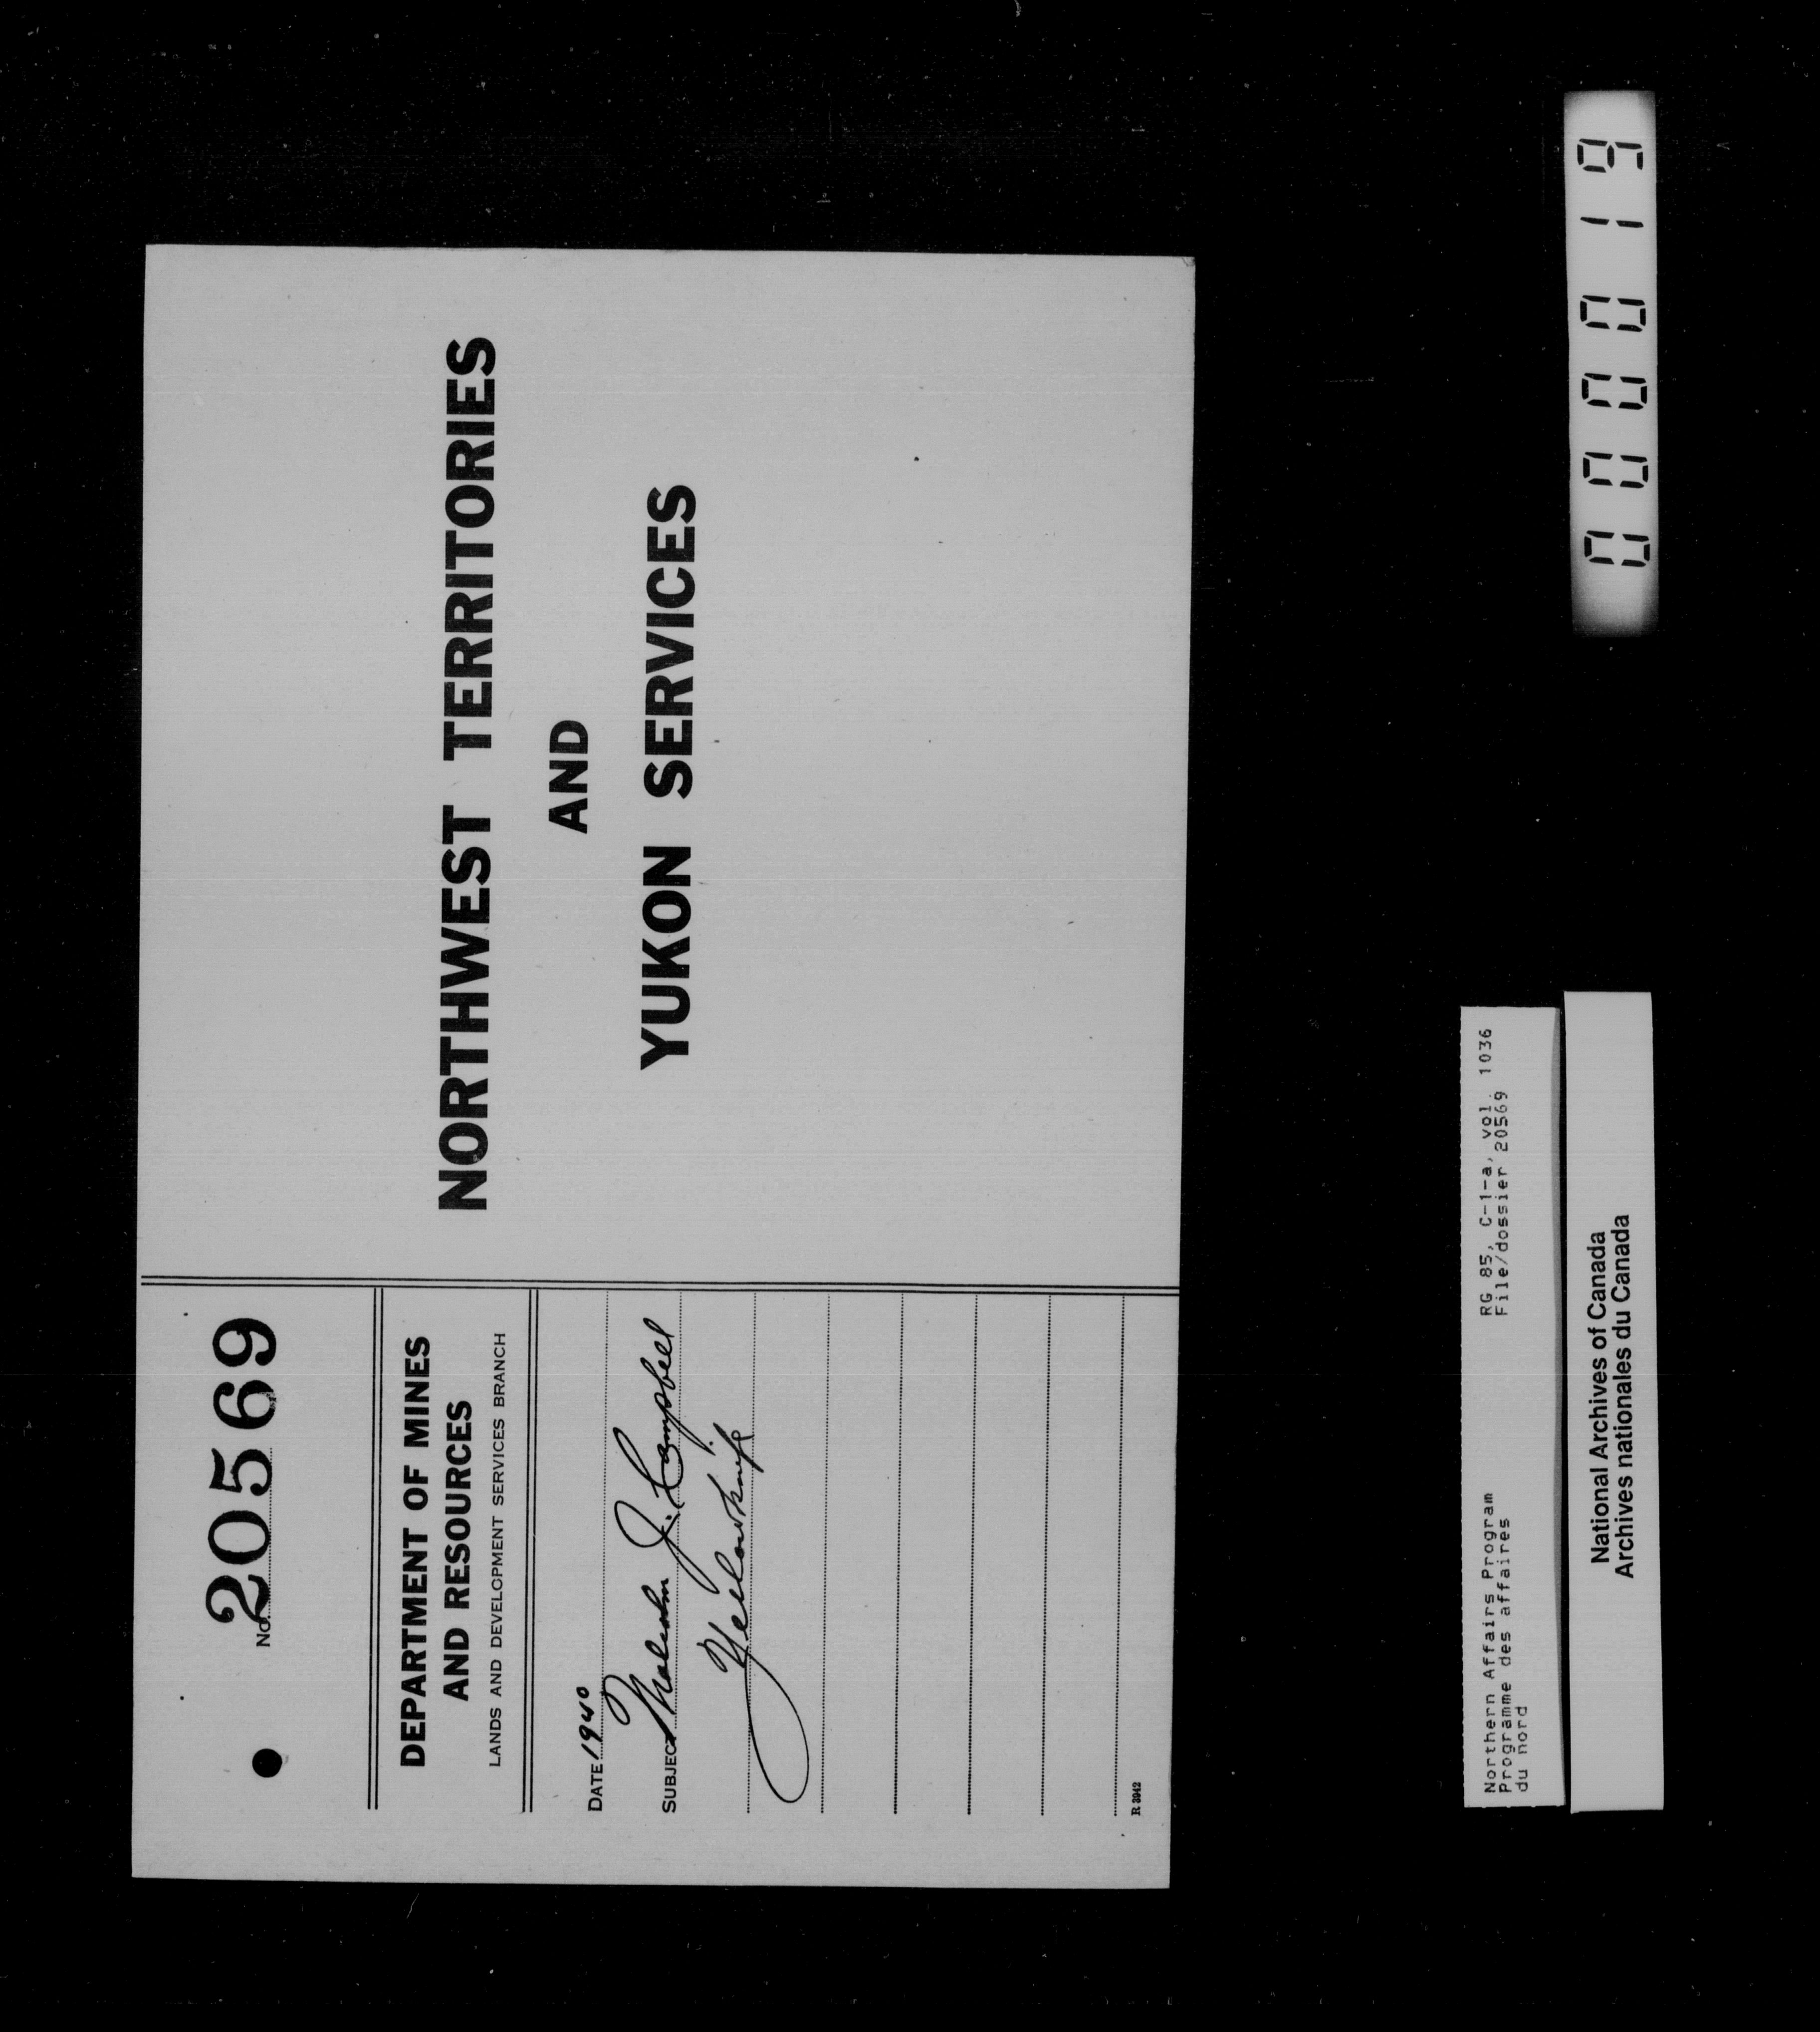 No. 20569
DEPARTMENT OF MINES
AND RESOURCES
LANDS AND DEVELOPMENT SERVICES BRANCH
DATE 1940
SUBJECT Malcolm J. Campbell
Yellowknife
R 3942
NORTHWEST TERRITORIES
AND
YUKON SERVICES
Northern Affairs Program
Programme des affaires
du nord
RG 85, C-1-a, vol. 1036
File/dossier 20569
National Archives of Canada
Archives nationales du Canada
000019